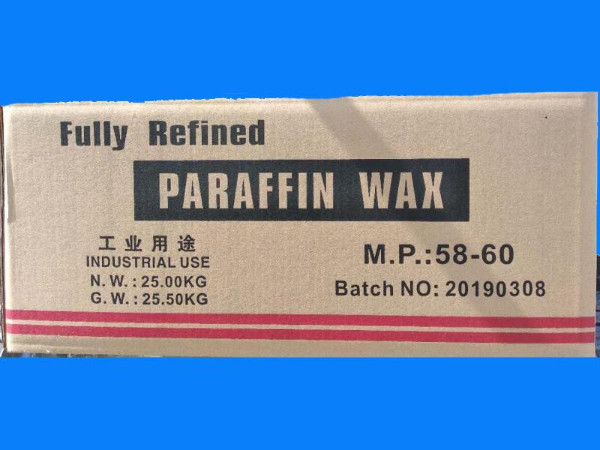 Fully Refined
PARAFFIN WAX
工业用途
INDUSTRIAL USE
N.W.:25.00KG
G.W.:25.50KG
M.P.:58-60
Batch NO: 20190308